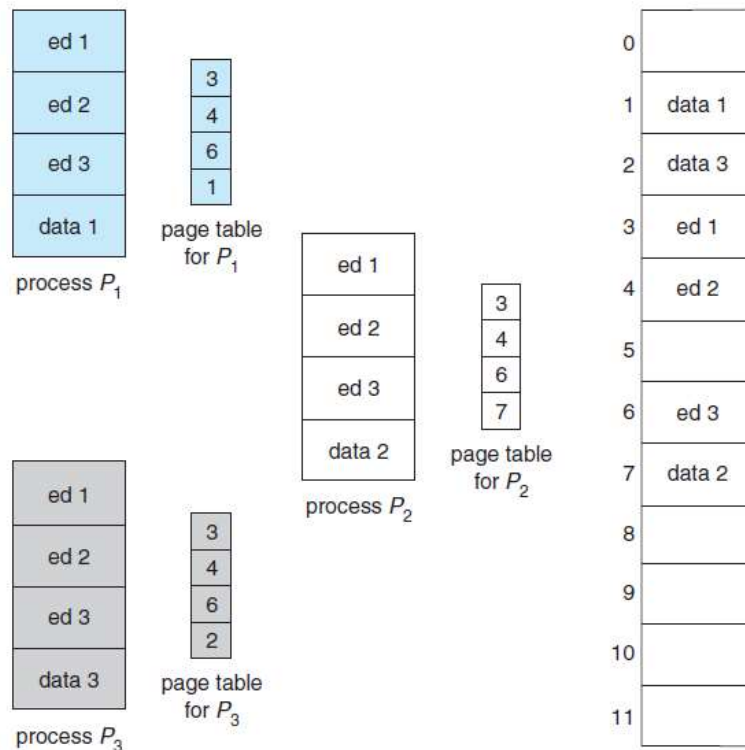 ed 1
ed 2
ed 3
data 1
process P1
3
4
6
1
page table
for P1
ed 1
ed 2
ed 3
data 2
process P2
3
4
6
7
page table
for P2
ed 1
ed 2
ed 3
data 3
process P3
3
4
6
2
page table
for P3
0
1 data 1
2 data 3
3 ed 1
4 ed 2
5
6 ed 3
7 data 2
8
9
10
11